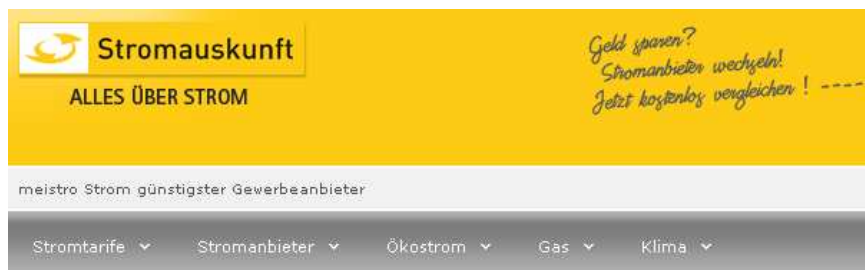 Stromauskunft
ALLES ÜBER STROM
Geld sparen?
Stromanbieter wechseln!
Jetzt kostenlos vergleichen ! ----
meistro Strom günstigster Gewerbeanbieter
Stromtarife Stromanbieter Ökostrom Gas Klima